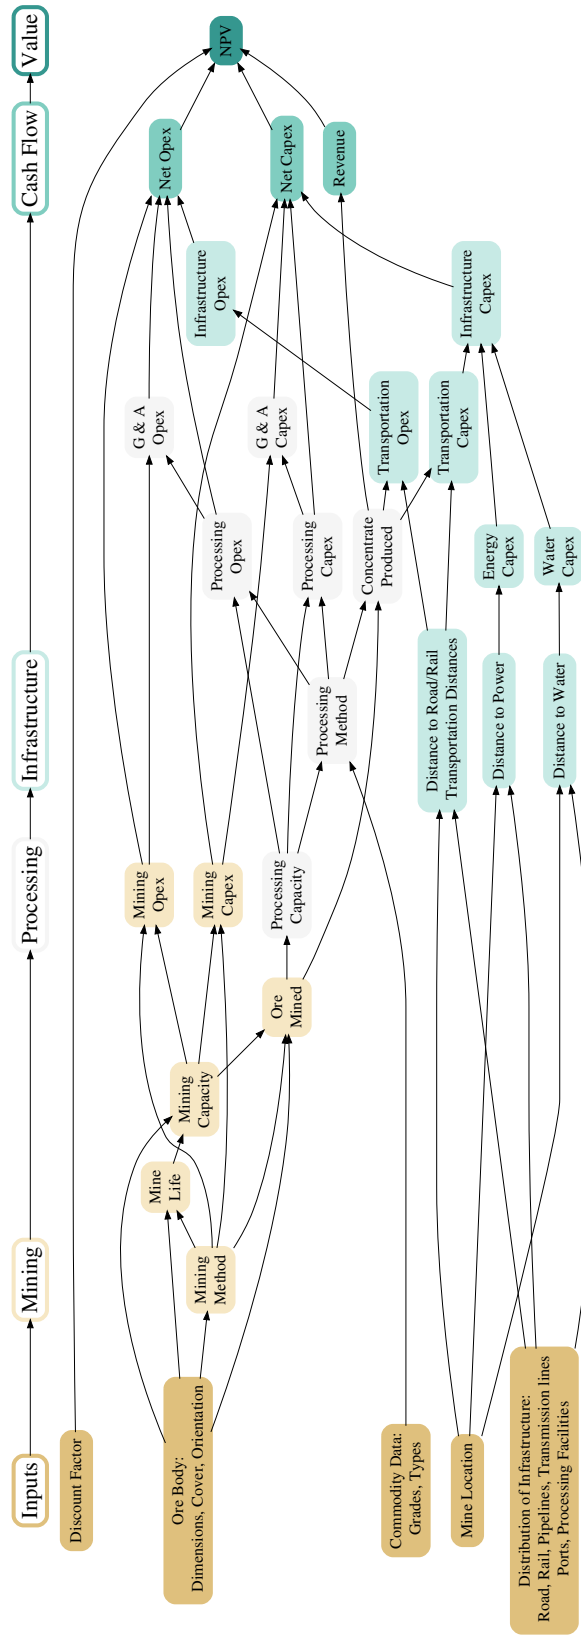 Inputs
Mining
Processing
Infrastructure
Cash Flow
Value
Discount Factor
Ore Body:
Dimensions, Cover, Orientation
Commodity Data:
Grades, Types
Mine Location
Distribution of Infrastructure:
Road, Rail, Pipelines, Transmission lines
Ports, Processing Facilities
Mining
Method
Mine
Life
Mining
Capacity
Ore
Mined
Mining
Opex
Mining
Capex
Processing
Capacity
Processing
Method
Distance to Road/Rail
Transportation Distances
Distance to Power
Distance to Water
Processing
Opex
Processing
Capex
Concentrate
Produced
Energy
Capex
Water
Capex
G & A
Opex
G & A
Capex
Transportation
Opex
Transportation
Capex
Infrastructure
Opex
Infrastructure
Capex
Net Opex
Net Capex
Revenue
NPV